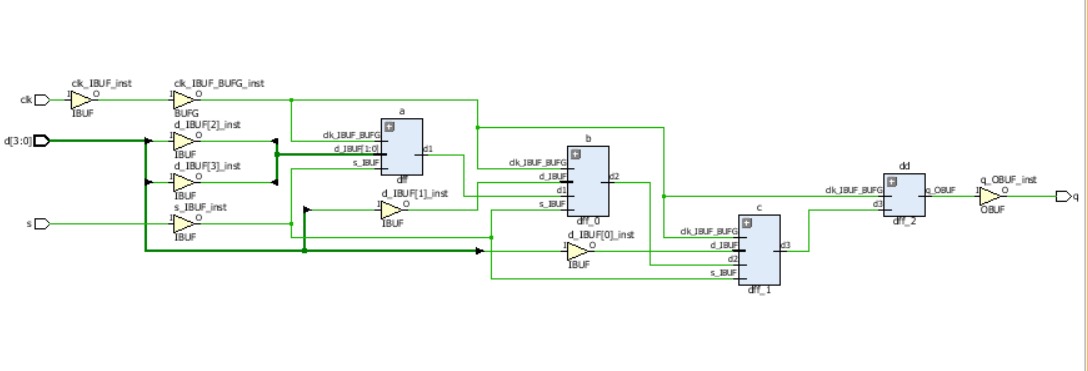 clk_IBUF_inst
clk
I O
IBUF
clk_IBUF_BUFG_inst
I O
BUFG
d[3:0]
d_IBUF[2]_inst
I O
IBUF
d_IBUF[3]_inst
I O
IBUF
s
s_IBUF_inst
I O
IBUF
a
clk_IBUF_BUFG
d_IBUF[1:0]
s_IBUF
d1
dff
d_IBUF[1]_inst
I O
IBUF
b
clk_IBUF_BUFG
d_IBUF
d1
s_IBUF
d2
dff_0
d_IBUF[0]_inst
I O
IBUF
c
clk_IBUF_BUFG
d_IBUF
d2
s_IBUF
d3
dff_1
dd
clk_IBUF_BUFG
d3
q_OBUF
dff_2
q_OBUF_inst
I O
OBUF
q